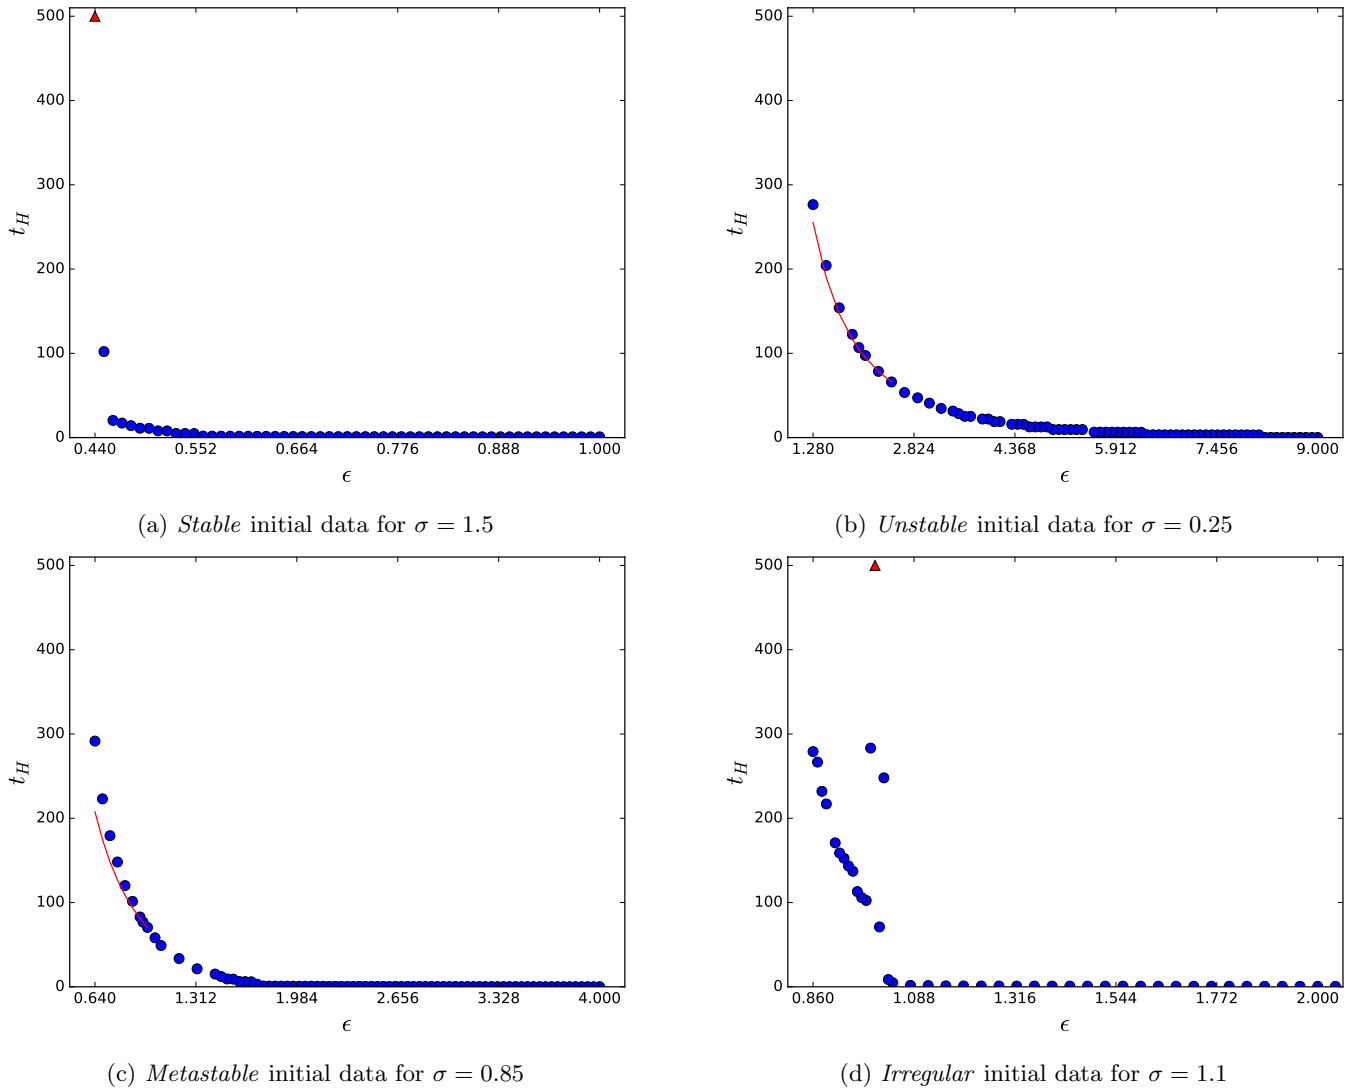 500
400
300
200
100
0
t_H
0.440 0.552 0.664 0.776 0.888 1.000
ϵ
(a) Stable initial data for σ = 1.5
500
400
300
200
100
0
t_H
1.280 2.824 4.368 5.912 7.456 9.000
ϵ
(b) Unstable initial data for σ = 0.25
500
400
300
200
100
0
t_H
0.640 1.312 1.984 2.656 3.328 4.000
ϵ
(c) Metastable initial data for σ = 0.85
500
400
300
200
100
0
t_H
0.860 1.088 1.316 1.544 1.772 2.000
ϵ
(d) Irregular initial data for σ = 1.1